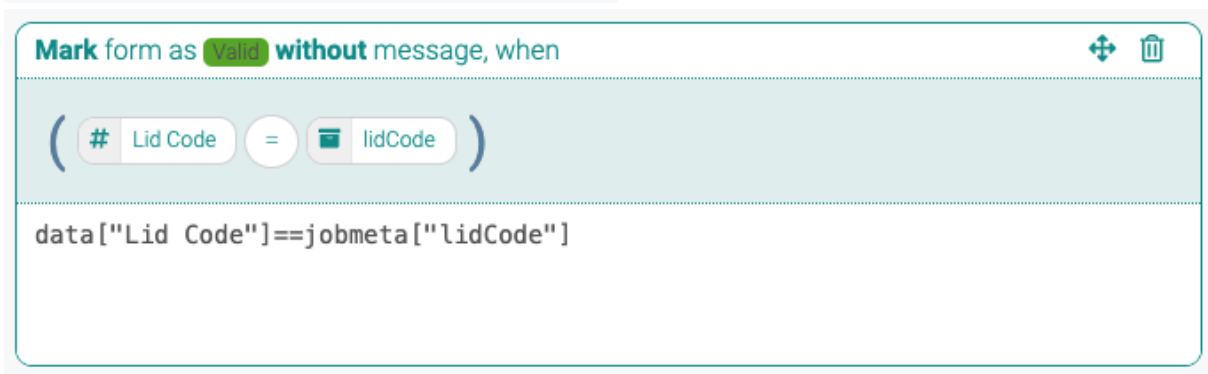 Mark form as Valid without message, when
( # Lid Code = lidCode )
data["Lid Code"]==jobmeta["lidCode"]